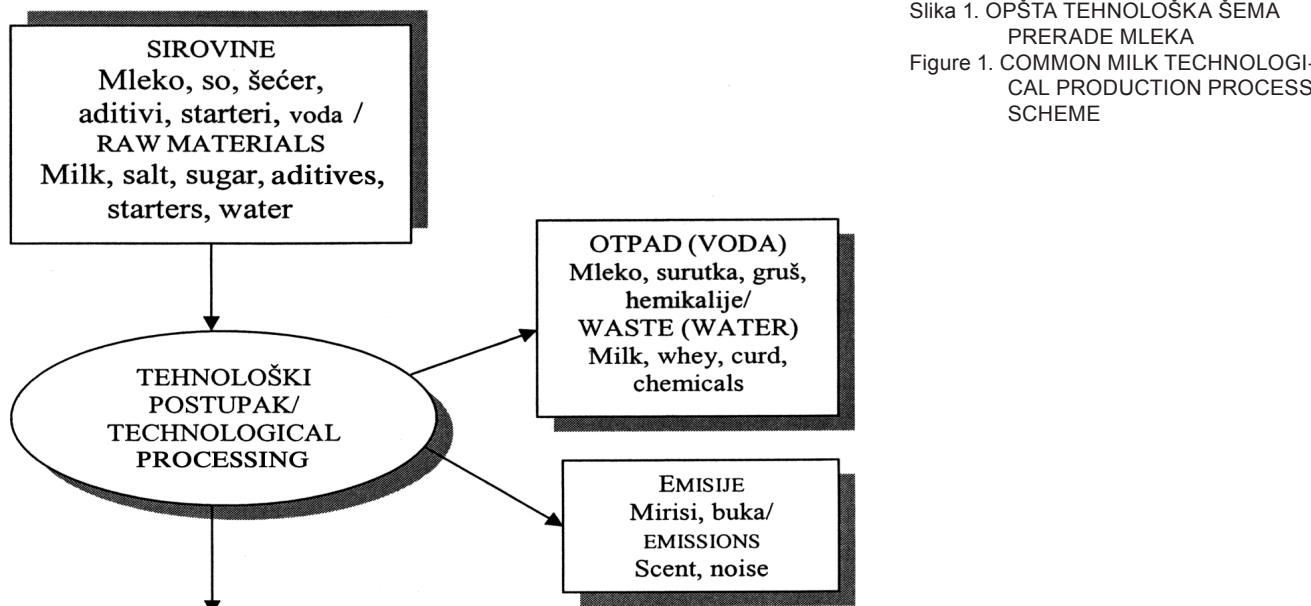 Slika 1. OPŠTA TEHNOLOŠKA ŠEMA
PRERADE MLEKA
Figure 1. COMMON MILK TECHNOLOGI-
CAL PRODUCTION PROCESS
SCHEME
SIROVINE
Mleko, so, šećer,
aditivi, starteri, voda /
RAW MATERIALS
Milk, salt, sugar, aditives,
starters, water
OTPAD (VODA)
Mleko, surutka, gruš,
hemikalije/
WASTE (WATER)
Milk, whey, curd,
chemicals
TEHNOLOŠKI
POSTUPAK/
TECHNOLOGICAL
PROCESSING
EMISIJE
Mirisi, buka/
EMISSIONS
Scent, noise